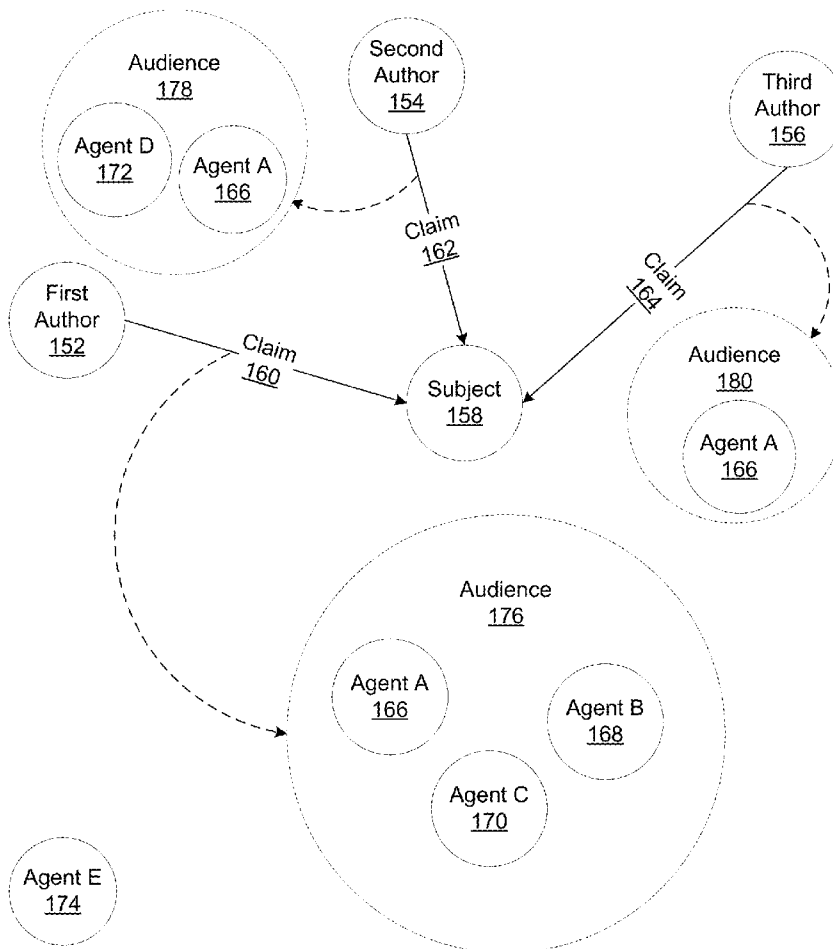 Second
Author
154
Audience
178
Agent D
172
Agent A
166
Third
Author
156
Claim
162
Claim
164
First
Author
152
Claim
160
Subject
158
Audience
180
Agent A
166
Audience
176
Agent A
166
Agent B
168
Agent C
170
Agent E
174